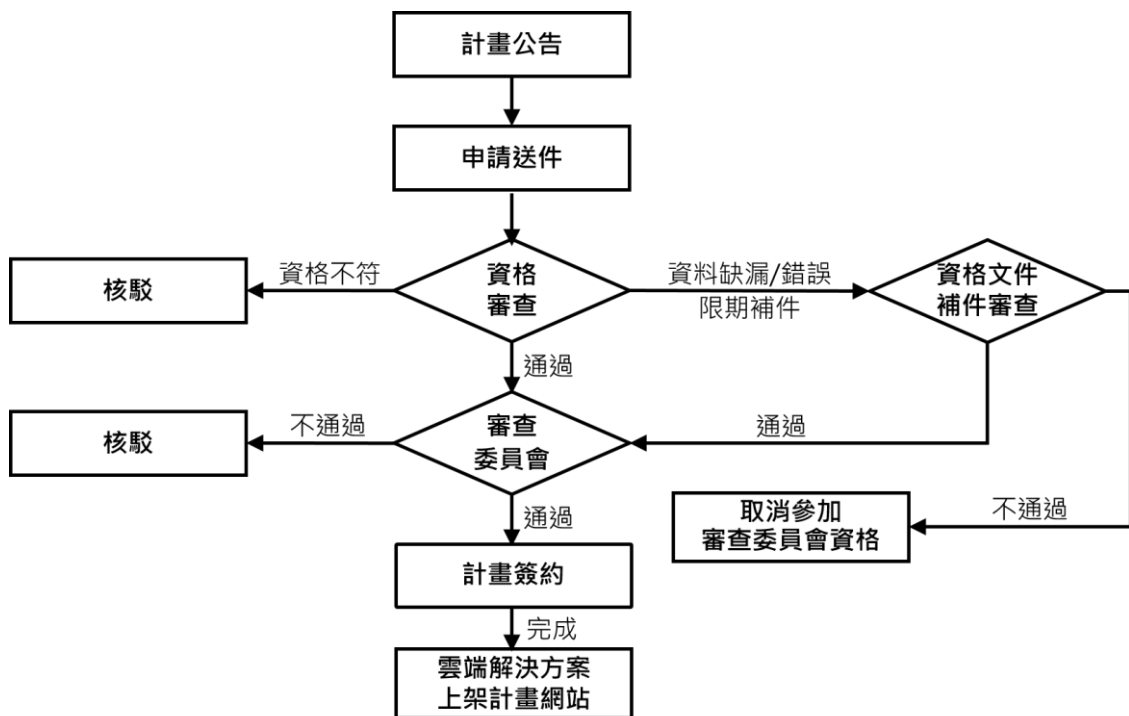 計畫公告
申請送件
核駁
資格不符
資格
審查
資料缺漏/錯誤
限期補件
資格文件
補件審查
通過
核駁
不通過
審查
委員會
通過
通過
取消參加
審查委員會資格
不通過
計畫簽約
完成
雲端解決方案
上架計畫網站